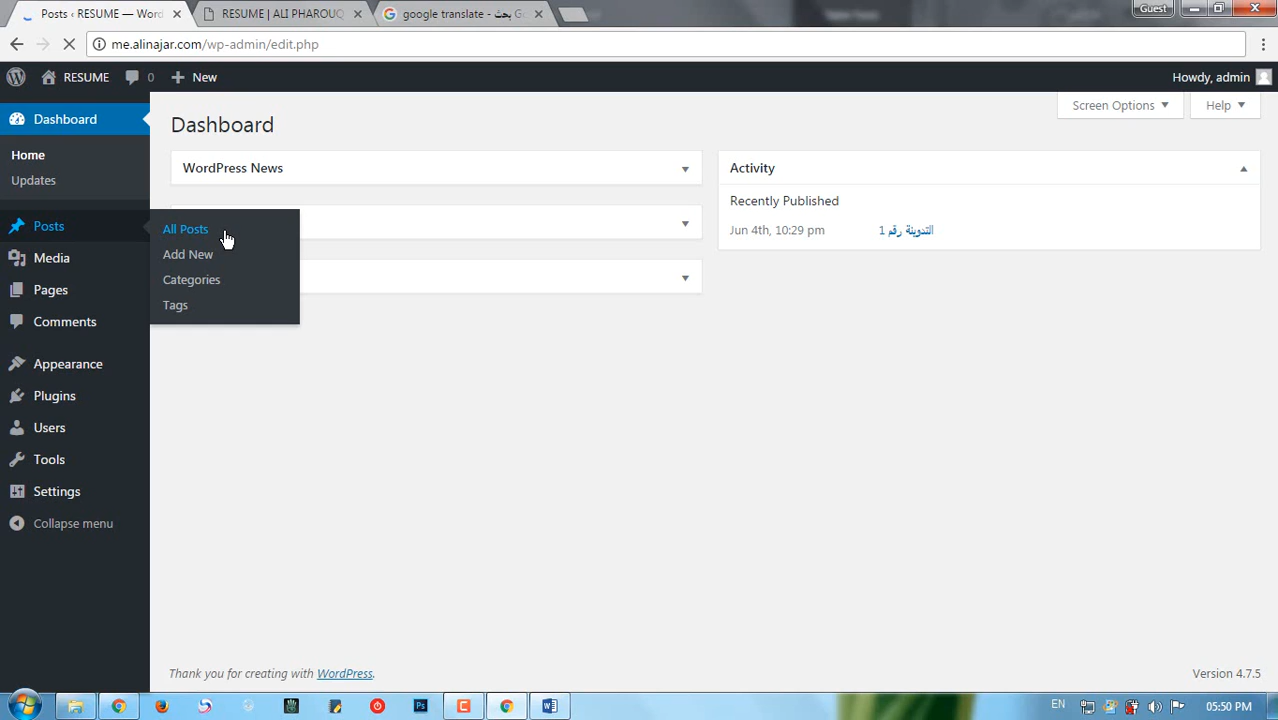 Posts ‹ RESUME — Word
RESUME | ALI PHAROUQ
google translate - بحث Go
Guest
me.alinajar.com/wp-admin/edit.php
RESUME
0
New
Howdy, admin
Dashboard
Home
Updates
Posts
Media
Pages
Comments
Appearance
Plugins
Users
Tools
Settings
Collapse menu
All Posts
Add New
Categories
Tags
Screen Options
Help
Dashboard
WordPress News
Activity
Recently Published
Jun 4th, 10:29 pm
التدوينة رقم 1
Thank you for creating with WordPress.
Version 4.7.5
EN
05:50 PM